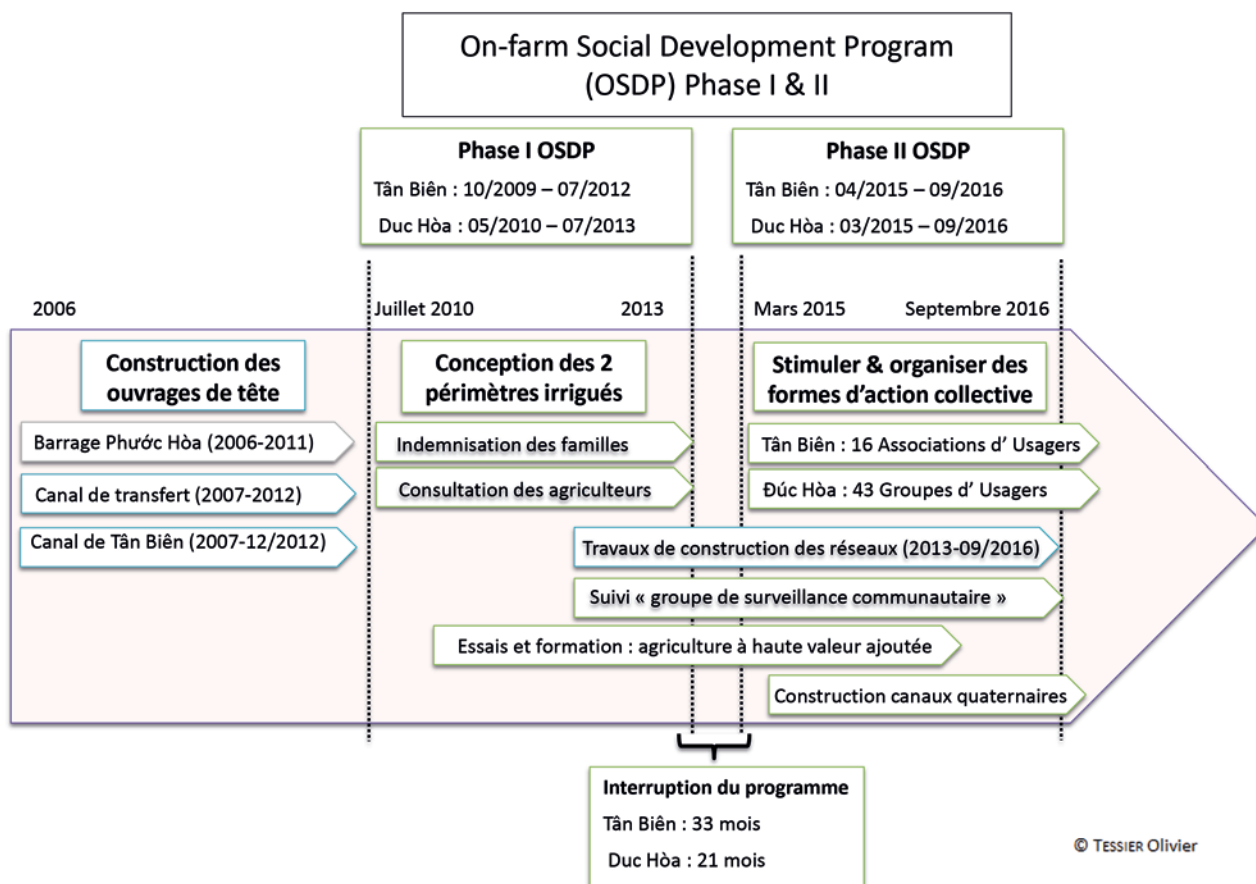 On-farm Social Development Program
(OSDP) Phase I & II
Phase I OSDP
Tân Biên : 10/2009 – 07/2012
Duc Hòa : 05/2010 – 07/2013
Phase II OSDP
Tân Biên : 04/2015 – 09/2016
Duc Hòa : 03/2015 – 09/2016
2006
Juillet 2010
2013
Mars 2015
Septembre 2016
Construction des
ouvrages de tête
Barrage Phước Hòa (2006-2011)
Canal de transfert (2007-2012)
Canal de Tân Biên (2007-12/2012)
Conception des 2
périmètres irrigués
Indemnisation des familles
Consultation des agriculteurs
Stimuler & organiser des
formes d’action collective
Tân Biên : 16 Associations d’ Usagers
Đúc Hòa : 43 Groupes d’ Usagers
Travaux de construction des réseaux (2013-09/2016)
Suivi « groupe de surveillance communautaire »
Essais et formation : agriculture à haute valeur ajoutée
Construction canaux quaternaires
Interruption du programme
Tân Biên : 33 mois
Duc Hòa : 21 mois
© TESSIER Olivier